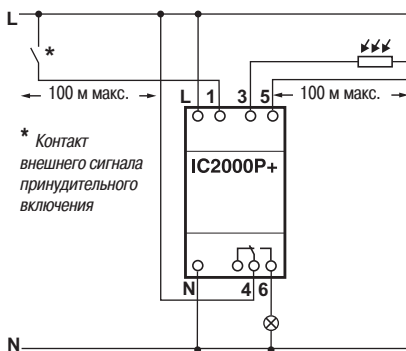 L
*
100 м макс.
L 1 3 5
100 м макс.
* Контакт
внешнего сигнала
принудительного
включения
IC2000P+
N 4 6
N